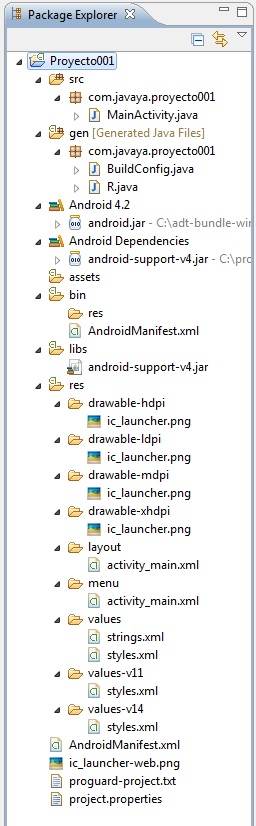 Package Explorer
Proyecto001
src
com.javaya.proyecto001
MainActivity.java
gen [Generated Java Files]
com.javaya.proyecto001
BuildConfig.java
R.java
Android 4.2
android.jar - C:\adt-bundle-wi
Android Dependencies
android-support-v4.jar - C:\pro
assets
bin
res
AndroidManifest.xml
libs
android-support-v4.jar
res
drawable-hdpi
ic_launcher.png
drawable-ldpi
ic_launcher.png
drawable-mdpi
ic_launcher.png
drawable-xhdpi
ic_launcher.png
layout
activity_main.xml
menu
activity_main.xml
values
strings.xml
styles.xml
values-v11
styles.xml
values-v14
styles.xml
AndroidManifest.xml
ic_launcher-web.png
proguard-project.txt
project.properties